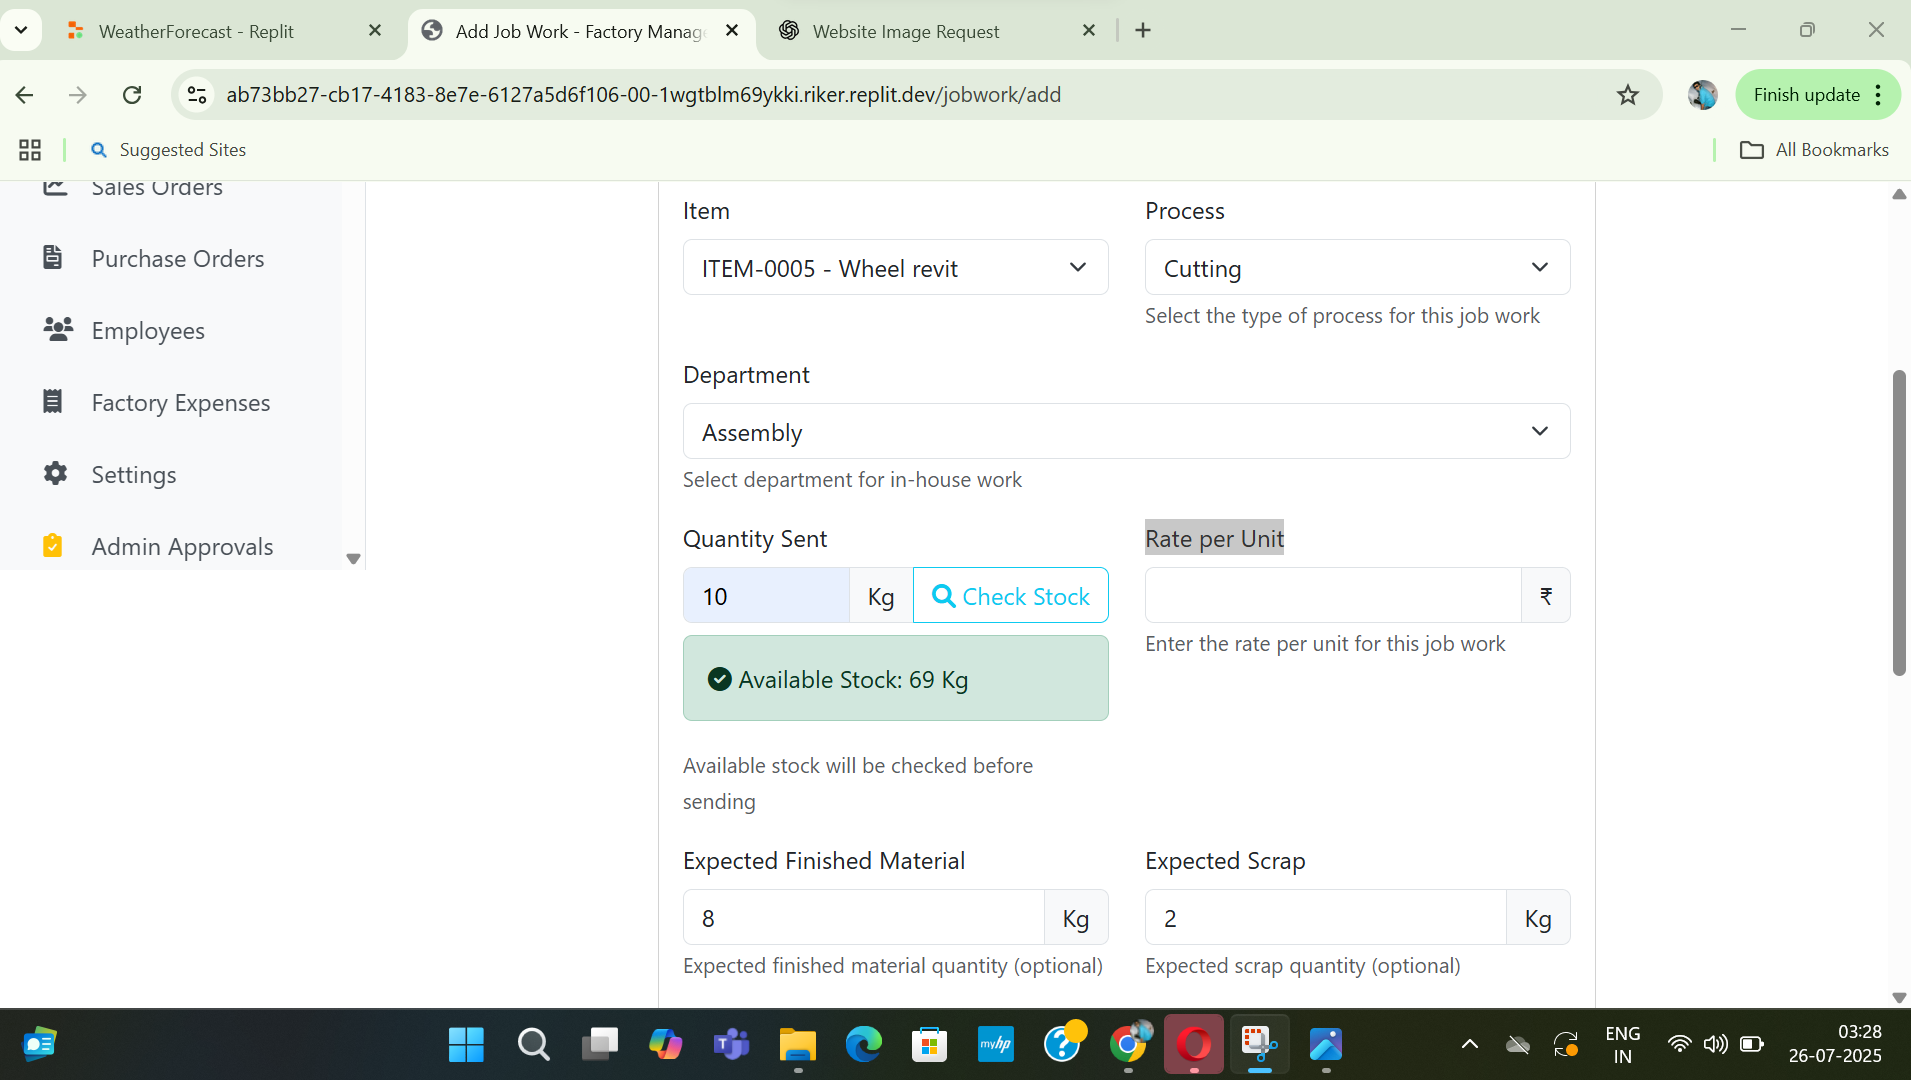 WeatherForecast - Replit
Add Job Work - Factory Manag
Website Image Request
ab73bb27-cb17-4183-8e7e-6127a5d6f106-00-1wgtblm69ykki.riker.replit.dev/jobwork/add
Finish update
Suggested Sites
All Bookmarks
Sales Orders
Purchase Orders
Employees
Factory Expenses
Settings
Admin Approvals
Item
Process
ITEM-0005 - Wheel revit
Cutting
Select the type of process for this job work
Department
Assembly
Select department for in-house work
Quantity Sent
Rate per Unit
10
Kg
Check Stock
₹
Enter the rate per unit for this job work
Available Stock: 69 Kg
Available stock will be checked before
sending
Expected Finished Material
Expected Scrap
8
Kg
2
Kg
Expected finished material quantity (optional)
Expected scrap quantity (optional)
myhp
ENG
IN
03:28
26-07-2025